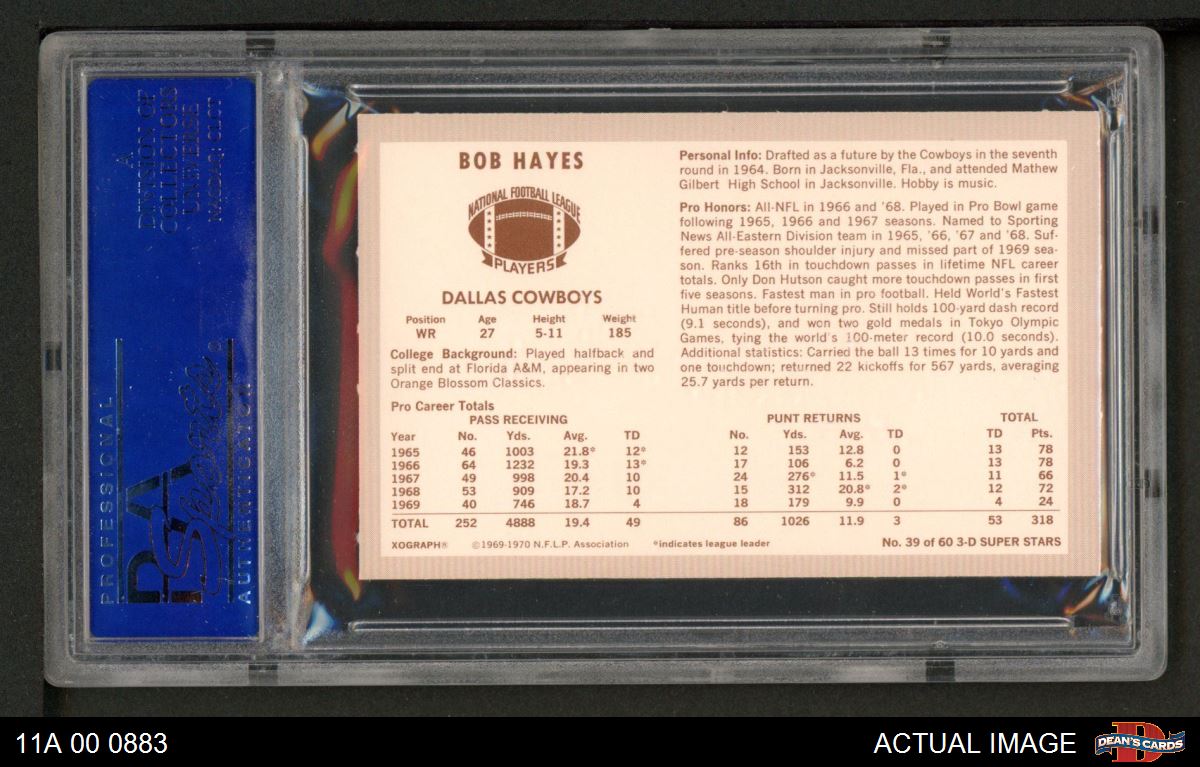 A
DIVISION OF
COLLECTORS
UNIVERSE
NASDAQ: CLCT
PROFESSIONAL
PSA
Sports
AUTHENTICATOR
BOB HAYES
NATIONAL FOOTBALL LEAGUE
PLAYERS
DALLAS COWBOYS
Position Age Height Weight
WR 27 5-11 185
College Background: Played halfback and
split end at Florida A&M, appearing in two
Orange Blossom Classics.
Personal Info: Drafted as a future by the Cowboys in the seventh
round in 1964. Born in Jacksonville, Fla., and attended Mathew
Gilbert High School in Jacksonville. Hobby is music.
Pro Honors: All-NFL in 1966 and '68. Played in Pro Bowl game
following 1965, 1966 and 1967 seasons. Named to Sporting
News All-Eastern Division team in 1965, '66, '67 and '68. Suf-
fered pre-season shoulder injury and missed part of 1969 sea-
son. Ranks 16th in touchdown passes in lifetime NFL career
totals. Only Don Hutson caught more touchdown passes in first
five seasons. Fastest man in pro football. Held World's Fastest
Human title before turning pro. Still holds 100-yard dash record
(9.1 seconds), and won two gold medals in Tokyo Olympic
Games, tying the world's 100-meter record (10.0 seconds).
Additional statistics: Carried the ball 13 times for 10 yards and
one touchdown; returned 22 kickoffs for 567 yards, averaging
25.7 yards per return.
Pro Career Totals
PASS RECEIVING PUNT RETURNS TOTAL
Year No. Yds. Avg. TD No. Yds. Avg. TD TD Pts.
1965 46 1003 21.8* 12* 12 153 12.8 0 13 78
1966 64 1232 19.3 13* 17 106 6.2 0 13 78
1967 49 998 20.4 10 24 276* 11.5 1* 11 66
1968 53 909 17.2 10 15 312 20.8* 2* 12 72
1969 40 746 18.7 4 18 179 9.9 0 4 24
TOTAL 252 4888 19.4 49 86 1026 11.9 3 53 318
XOGRAPH® ©1969-1970 N.F.L.P. Association *indicates league leader No. 39 of 60 3-D SUPER STARS
11A 00 0883
ACTUAL IMAGE
D
DEAN'S CARDS